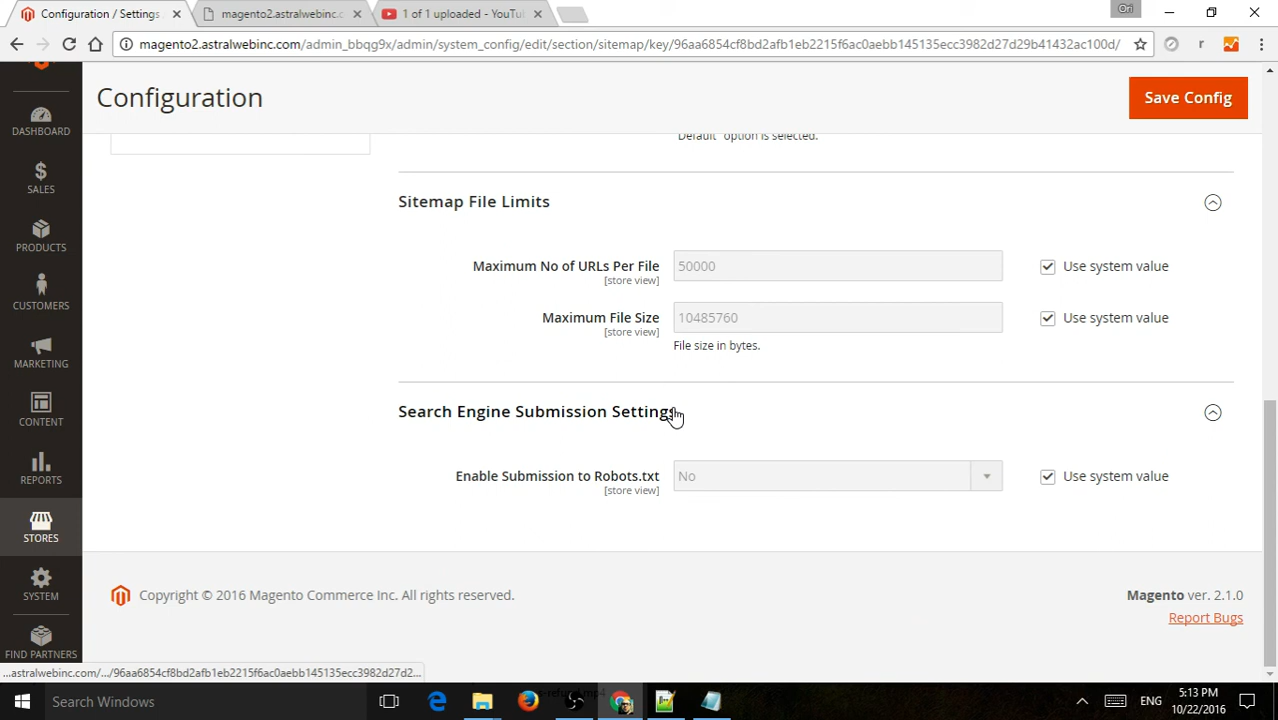 Configuration / Settings
magento2.astralwebinc.c
1 of 1 uploaded - YouTu
Ori
magento2.astralwebinc.com/admin_bbqg9x/admin/system_config/edit/section/sitemap/key/96aa6854cf8bd2afb1eb2215f6ac0aebb145135ecc3982d27d29b41432ac100d/
Configuration
Save Config
DASHBOARD
SALES
PRODUCTS
CUSTOMERS
MARKETING
CONTENT
REPORTS
STORES
SYSTEM
FIND PARTNERS
Default" option is selected.
Sitemap File Limits
Maximum No of URLs Per File
[store view]
50000
Use system value
Maximum File Size
[store view]
10485760
Use system value
File size in bytes.
Search Engine Submission Settings
Enable Submission to Robots.txt
[store view]
No
Use system value
Copyright © 2016 Magento Commerce Inc. All rights reserved.
Magento ver. 2.1.0
Report Bugs
...astralwebinc.com/.../96aa6854cf8bd2afb1eb2215f6ac0aebb145135ecc3982d27d2...
Search Windows
ENG
5:13 PM
10/22/2016